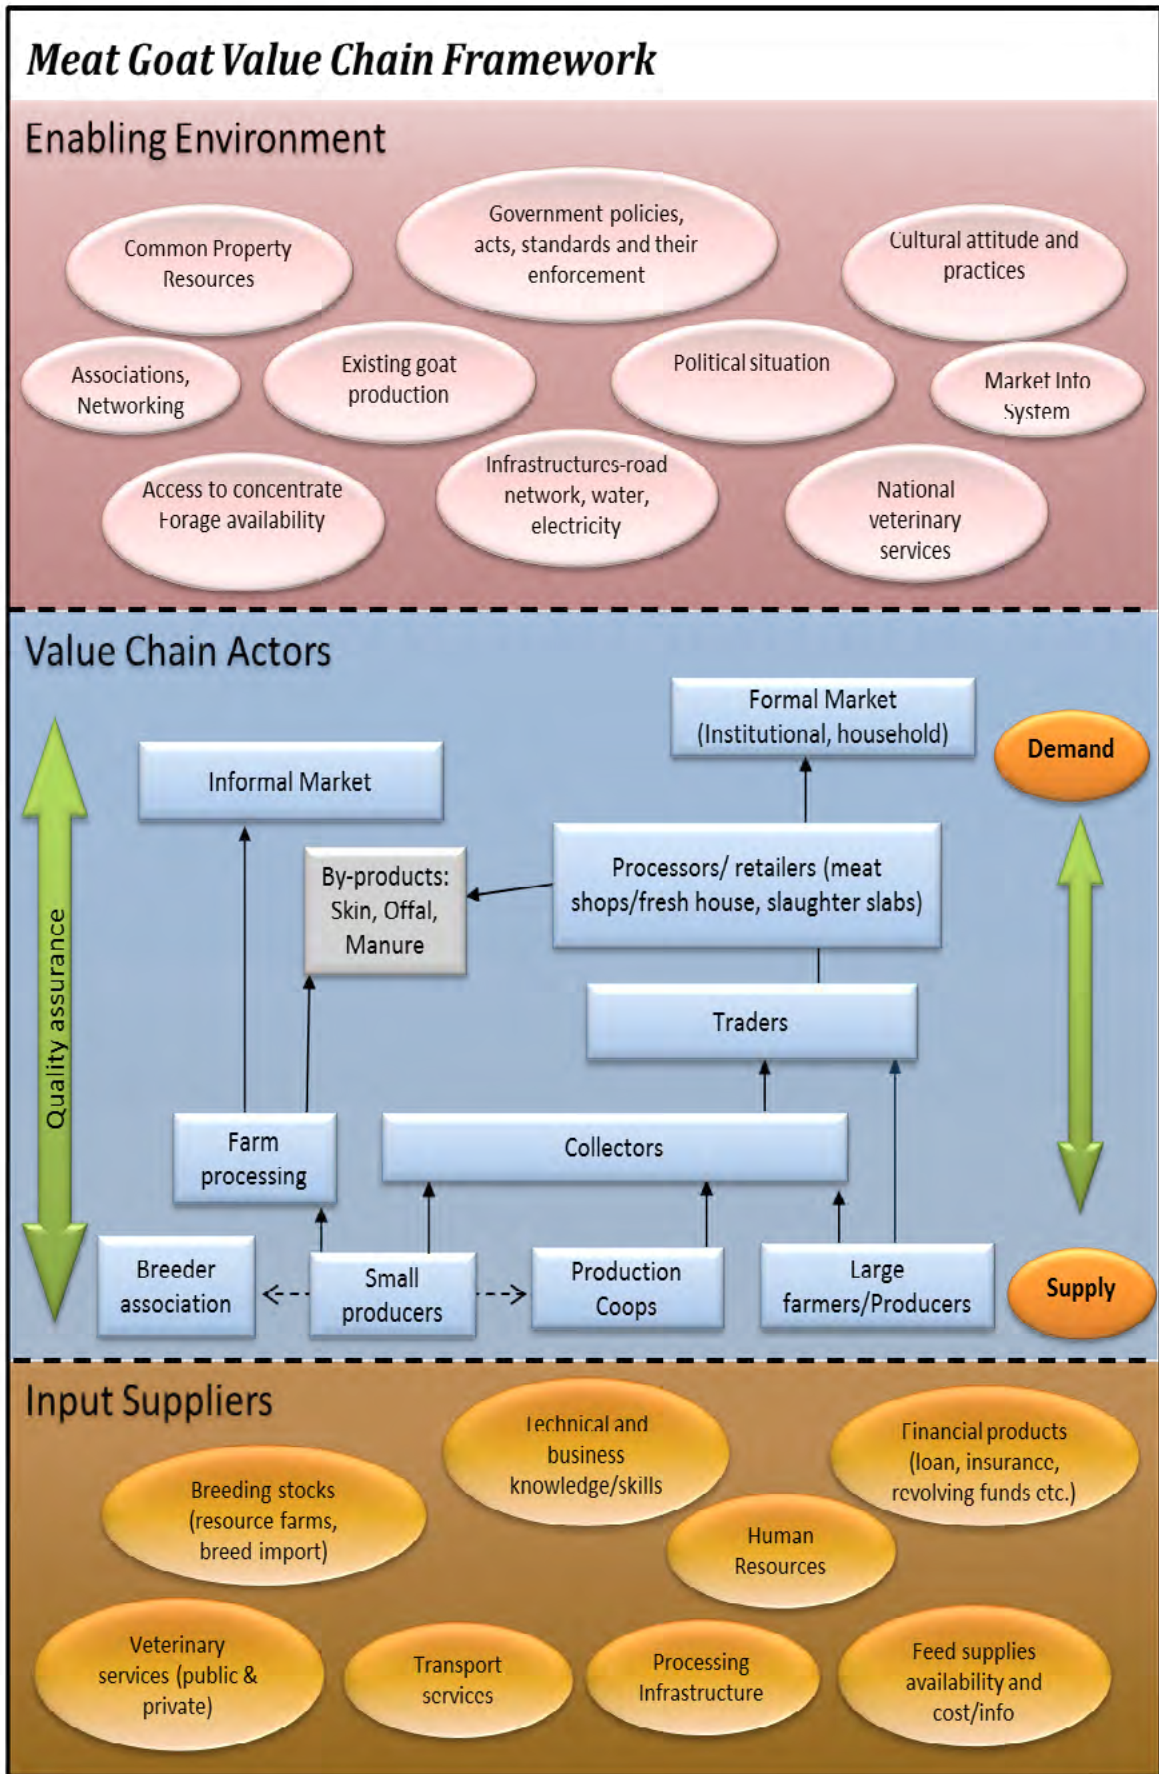 Meat Goat Value Chain Framework
Enabling Environment
Common Property
Resources
Government policies,
acts, standards and their
enforcement
Cultural attitude and
practices
Associations,
Networking
Existing goat
production
Political situation
Market Info
System
Access to concentrate
Forage availability
Infrastructures-road
network, water,
electricity
National
veterinary
services
Value Chain Actors
Formal Market
(Institutional, household)
Demand
Informal Market
By-products:
Skin, Offal,
Manure
Processors/ retailers (meat
shops/fresh house, slaughter slabs)
Quality assurance
Traders
Farm
processing
Collectors
Breeder
association
Small
producers
Production
Coops
Large
farmers/Producers
Supply
Input Suppliers
Technical and
business
knowledge/skills
Financial products
(loan, insurance,
revolving funds etc.)
Breeding stocks
(resource farms,
breed import)
Human
Resources
Veterinary
services (public &
private)
Transport
services
Processing
Infrastructure
Feed supplies
availability and
cost/info